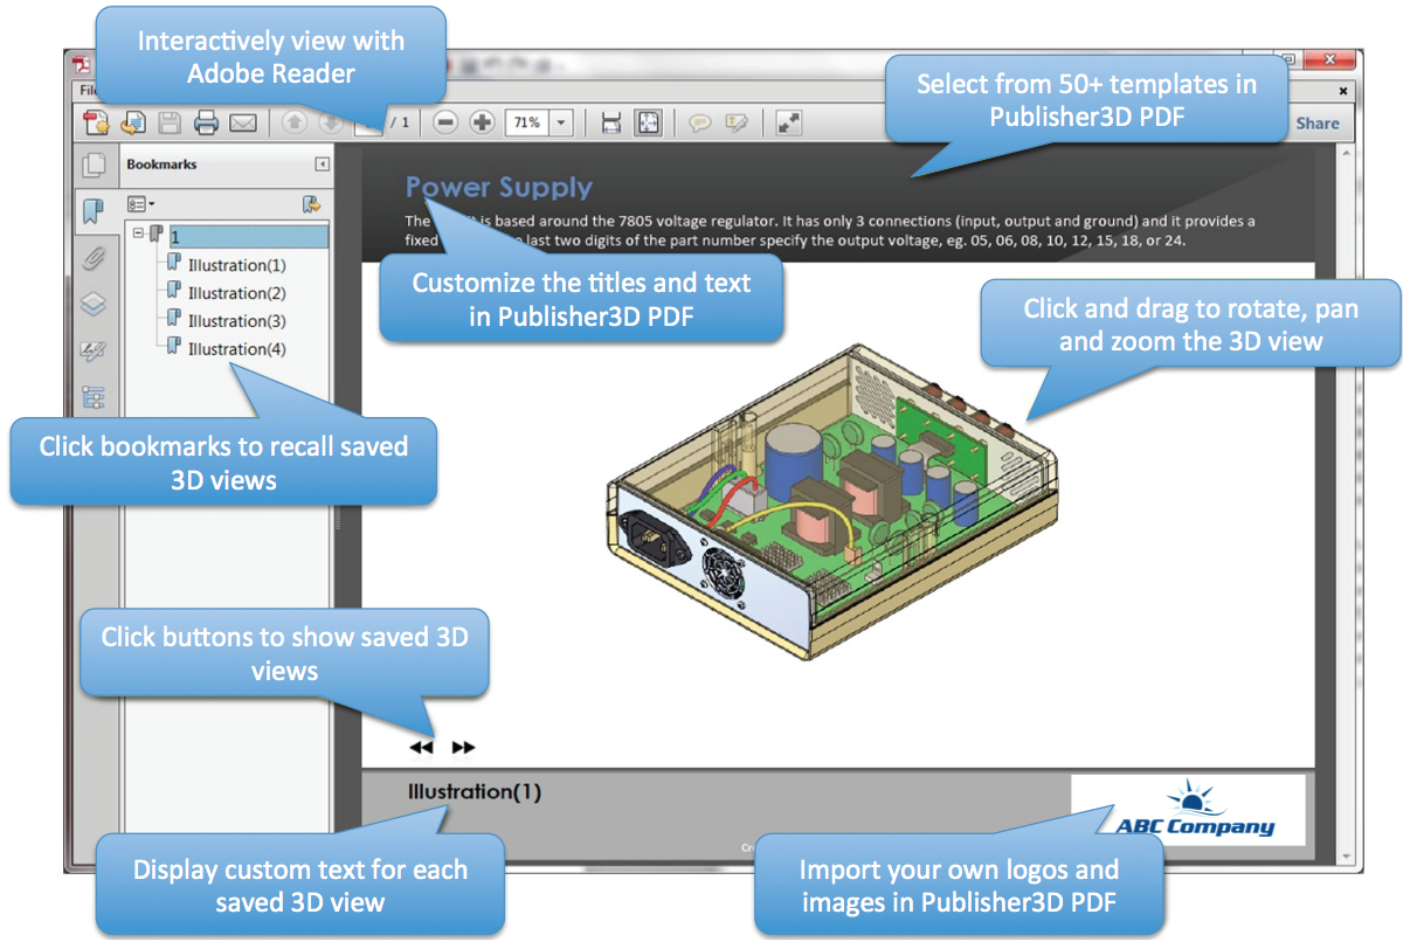 Interactively view with
Adobe Reader
Select from 50+ templates in
Publisher3D PDF
/ 1
71%
Share
Bookmarks
1
Illustration(1)
Illustration(2)
Illustration(3)
Illustration(4)
Power Supply
The is based around the 7805 voltage regulator. It has only 3 connections (input, output and ground) and it provides a
fixed last two digits of the part number specify the output voltage, eg. 05, 06, 08, 10, 12, 15, 18, or 24.
Customize the titles and text
in Publisher3D PDF
Click and drag to rotate, pan
and zoom the 3D view
Click bookmarks to recall saved
3D views
Click buttons to show saved 3D
views
Illustration(1)
ABC Company
Display custom text for each
saved 3D view
Import your own logos and
images in Publisher3D PDF